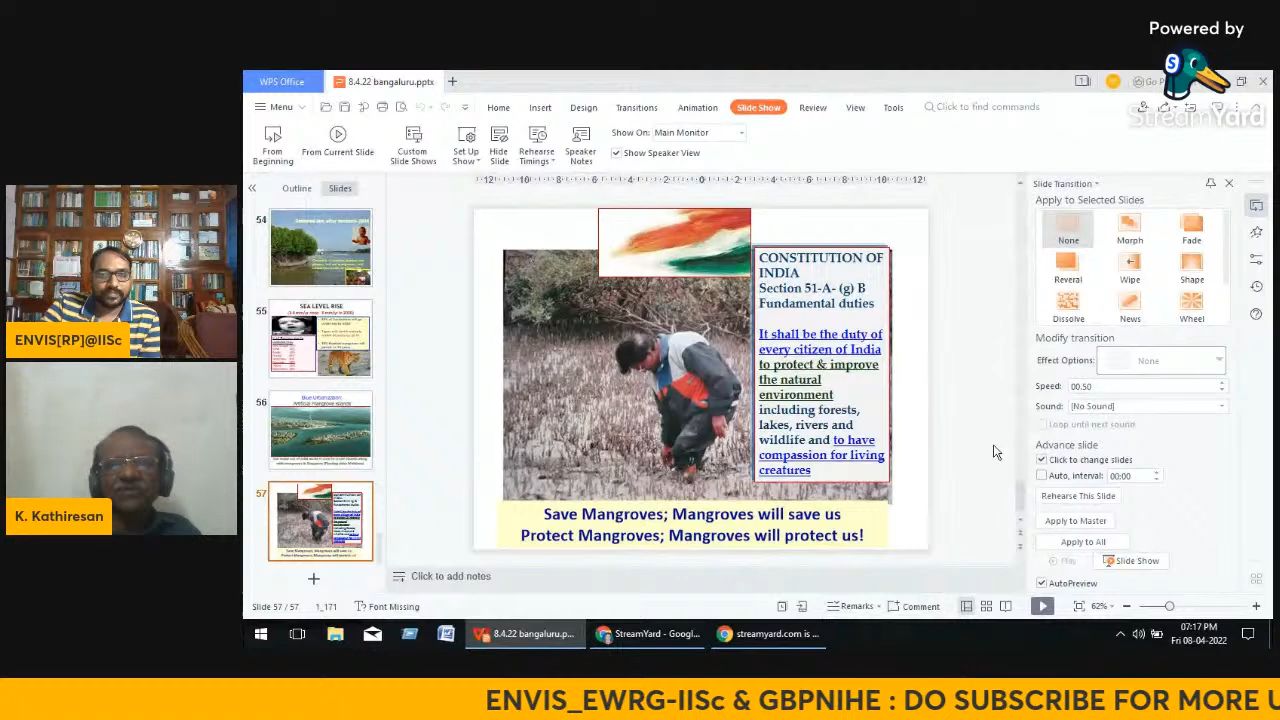 Powered by
StreamYard
WPS Office
8.4.22 bangaluru.pptx
Menu
Home
Insert
Design
Transitions
Animation
Slide Show
Review
View
Tools
Click to find commands
From Beginning
From Current Slide
Custom Slide Shows
Set Up Show
Hide Slide
Rehearse Timings
Speaker Notes
Show On: Main Monitor
Show Speaker View
Outline
Slides
54
55
SEA LEVEL RISE
56
57
CONSTITUTION OF
INDIA
Section 51-A- (g) B
Fundamental duties
It shall be the duty of
every citizen of India
to protect & improve
the natural
environment
including forests,
lakes, rivers and
wildlife and to have
compassion for living
creatures
Save Mangroves; Mangroves will save us
Protect Mangroves; Mangroves will protect us!
Click to add notes
Slide Transition
Apply to Selected Slides
None
Morph
Fade
Reveral
Wipe
Shape
Dissolve
News
Wheel
Modify transition
Effect Options:
None
Speed: 00.50
Sound: [No Sound]
Loop until next sound
Advance slide
Click to change slides
Auto, interval: 00:00
Rehearse This Slide
Apply to Master
Apply to All
Play
Slide Show
AutoPreview
Slide 57 / 57
1_171
Font Missing
Remarks
Comment
62%
8.4.22 bangaluru.p...
StreamYard - Googl...
streamyard.com is ...
07:17 PM
Fri 08-04-2022
ENVIS[RP]@IISc
K. Kathiresan
ENVIS_EWRG-IISc & GBPNIHE : DO SUBSCRIBE FOR MORE